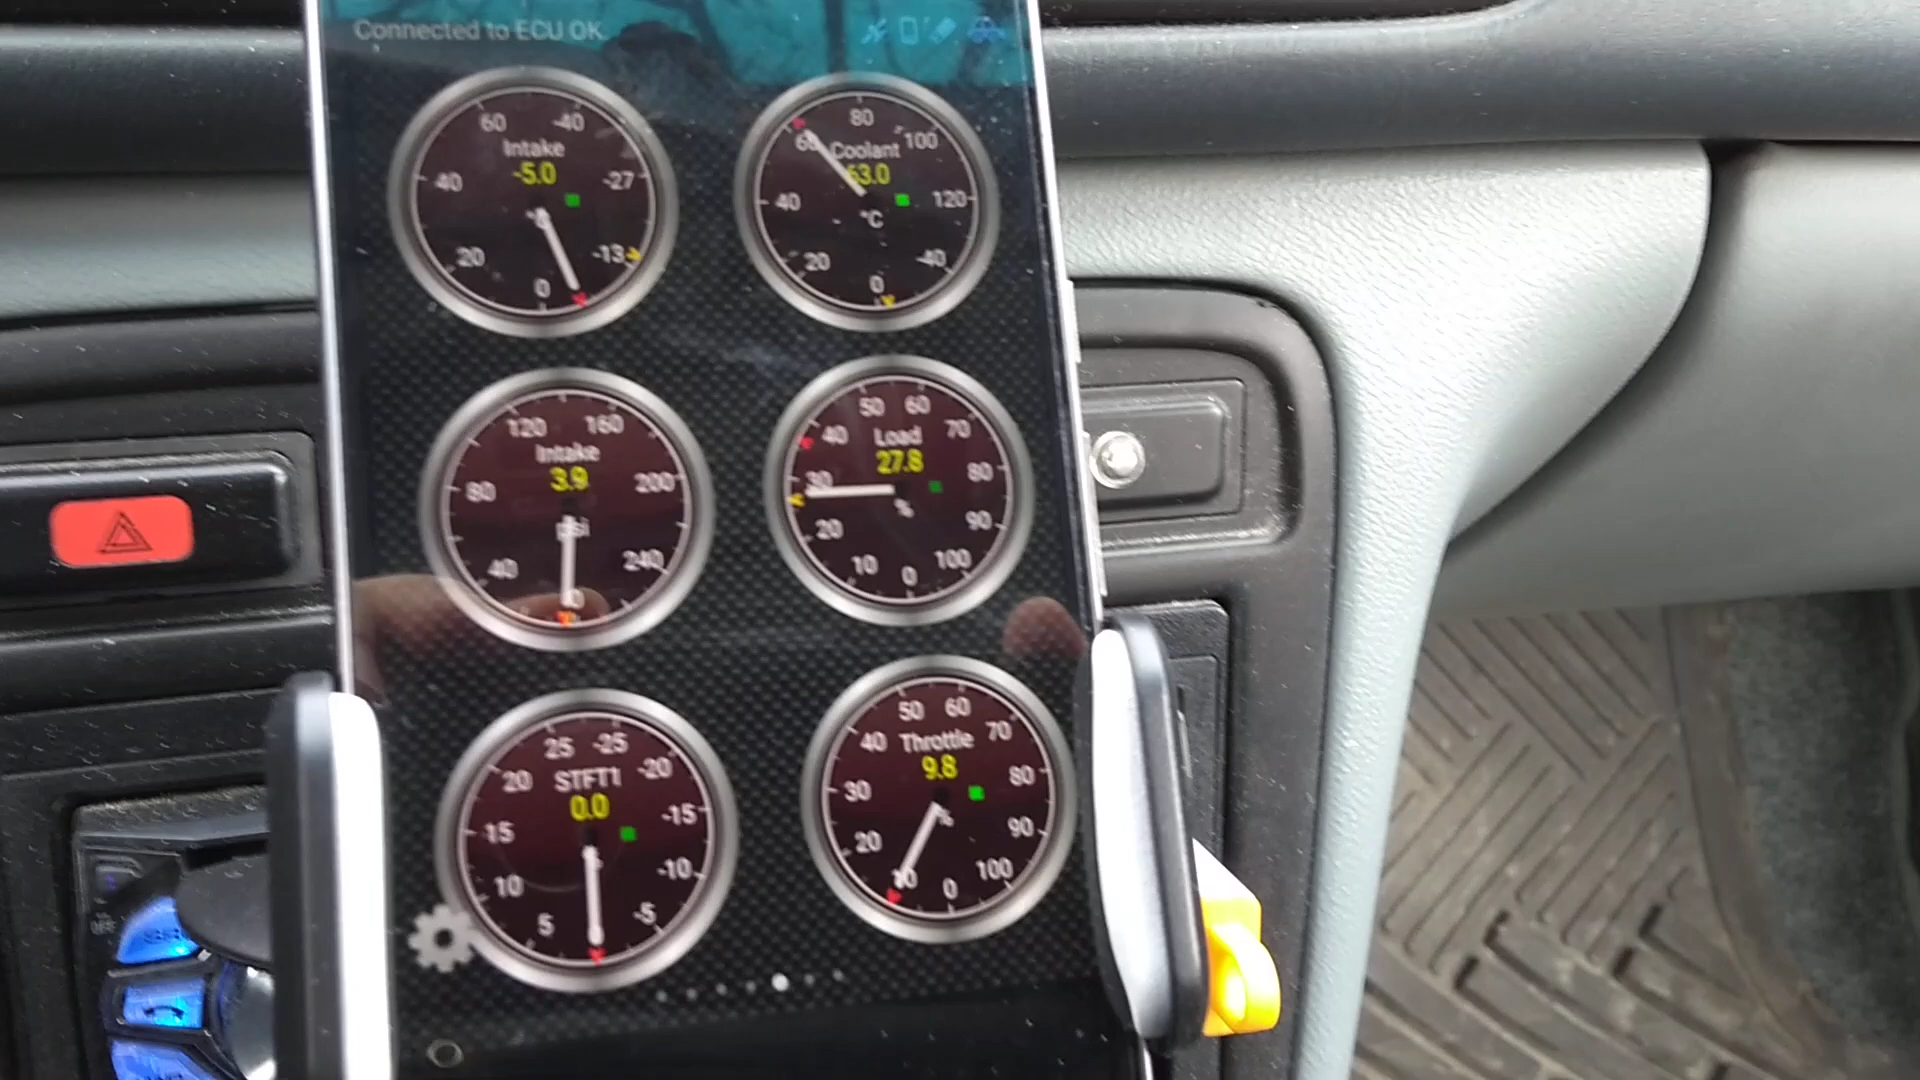 Connected to ECU OK
60 -40
Intake
-5.0
40 -27
°C
20 -13
0
80
60 Coolant 100
63.0
40 120
°C
20 -40
0
120 160
Intake
3.9
80 200
psi
40 240
0
50 60
40 Load 70
27.8
30 80
%
20 90
10 0 100
25 -25
20 STFT1 -20
0.0
15 -15
10 -10
5 -5
50 60
40 Throttle 70
9.8
30 80
%
20 90
10 0 100